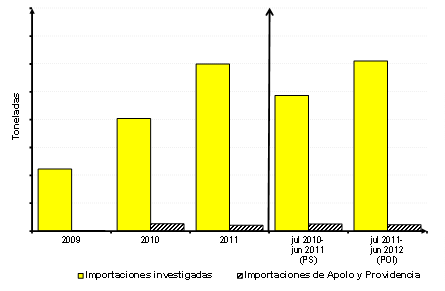 Toneladas
2009
2010
2011
jul 2010-
jun 2011
(PS)
jul 2011-
jun 2012
(POI)
Importaciones investigadas
Importaciones de Apolo y Providencia